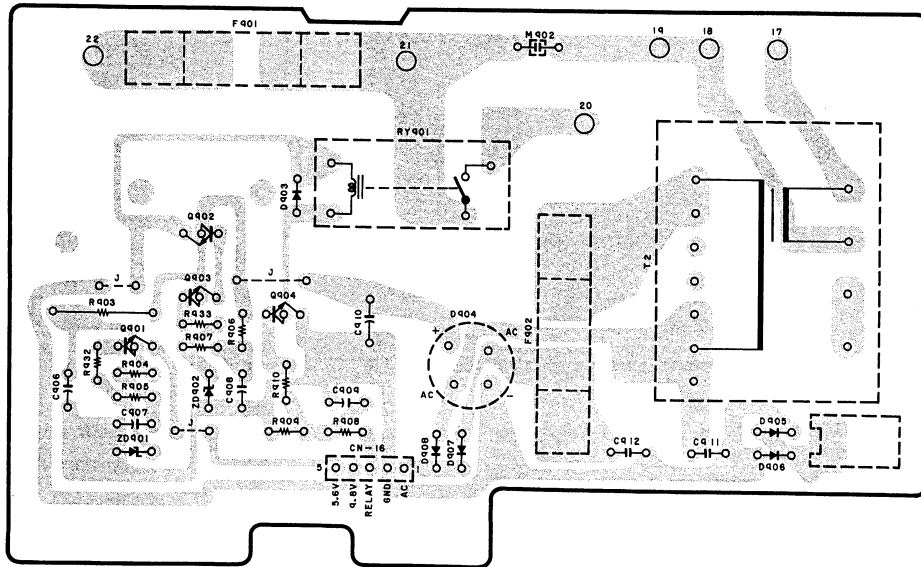 F901
22
21
M902
19
18
17
20
RY901
D903
Q902
T2
J
J
Q903
Q904
R903
R933
R906
C910
D904
+
AC
F902
Q901
R907
R932
R904
C906
R905
ZD902
C908
R910
C909
AC
-
C907
J
R909
R908
D908
D907
D905
ZD901
CN-16
C912
C911
D906
5
1
5.6V
9.8V
RELAY
GND
AC